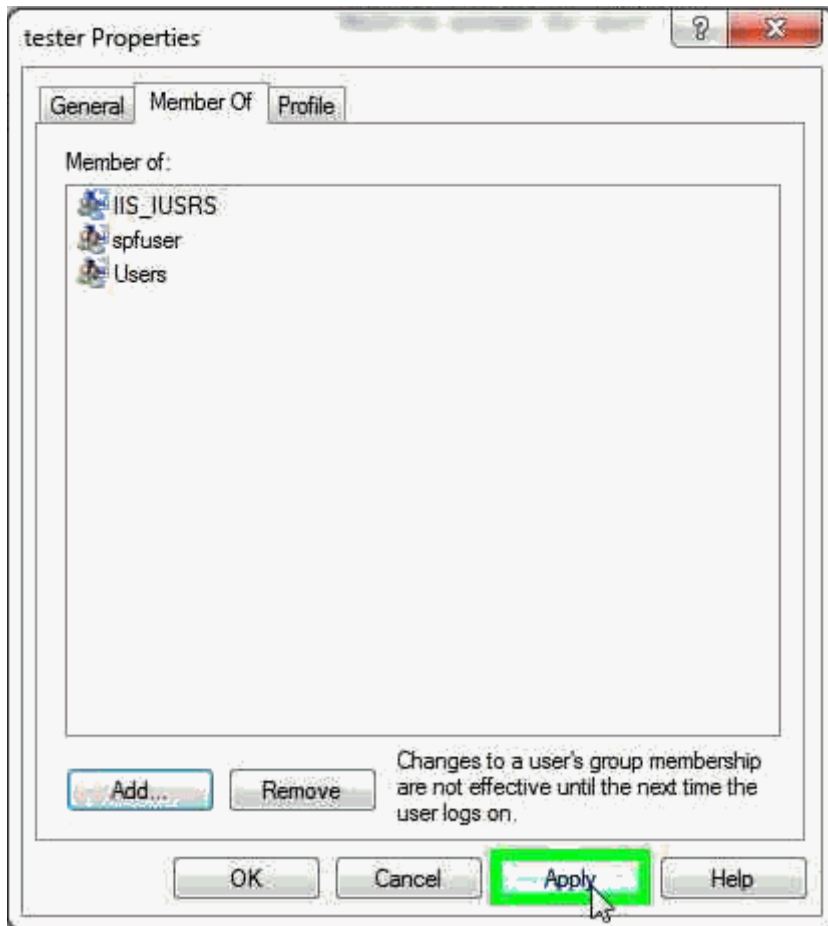 tester Properties
General Member Of Profile
Member of:
IIS_IUSRS
spfuser
Users
Add... Remove
Changes to a user's group membership
are not effective until the next time the
user logs on.
OK Cancel Apply Help